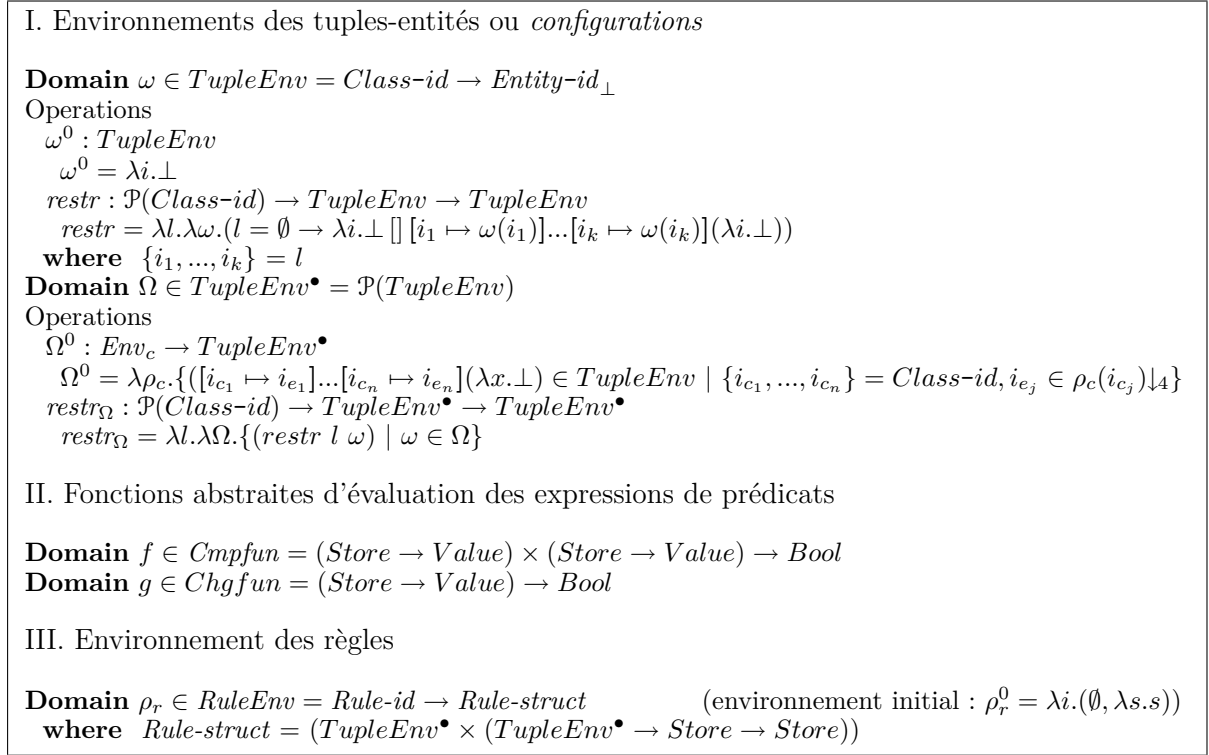 I. Environnements des tuples-entités ou configurations
Domain ω ∈ TupleEnv = Class−id → Entity−id⊥
Operations
ω⁰ : TupleEnv
ω⁰ = λi.⊥
restr : 𝒫(Class−id) → TupleEnv → TupleEnv
restr = λl.λω.(l = ∅ → λi.⊥ [] [i₁ ↦ ω(i₁)]...[iₖ ↦ ω(iₖ)](λi.⊥))
where {i₁, ..., iₖ} = l
Domain Ω ∈ TupleEnv• = 𝒫(TupleEnv)
Operations
Ω⁰ : Env_c → TupleEnv•
Ω⁰ = λρ_c.{([i_{c₁} ↦ i_{e₁}]...[i_{cₙ} ↦ i_{eₙ}](λx.⊥) ∈ TupleEnv | {i_{c₁}, ..., i_{cₙ}} = Class−id, i_{e_j} ∈ ρ_c(i_{c_j})↓₄}
restr_Ω : 𝒫(Class−id) → TupleEnv• → TupleEnv•
restr_Ω = λl.λΩ.{(restr l ω) | ω ∈ Ω}
II. Fonctions abstraites d'évaluation des expressions de prédicats
Domain f ∈ Cmpfun = (Store → Value) × (Store → Value) → Bool
Domain g ∈ Chgfun = (Store → Value) → Bool
III. Environnement des règles
Domain ρ_r ∈ RuleEnv = Rule-id → Rule-struct (environnement initial : ρ_r⁰ = λi.(∅, λs.s))
where Rule-struct = (TupleEnv• × (TupleEnv• → Store → Store))